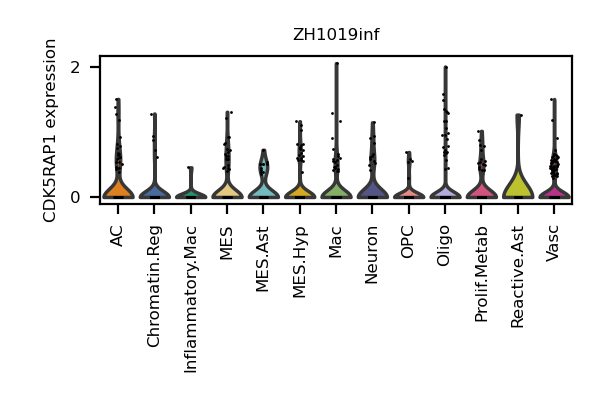 ZH1019inf
CDK5RAP1 expression
2
0
AC
Chromatin.Reg
Inflammatory.Mac
MES
MES.Ast
MES.Hyp
Mac
Neuron
OPC
Oligo
Prolif.Metab
Reactive.Ast
Vasc